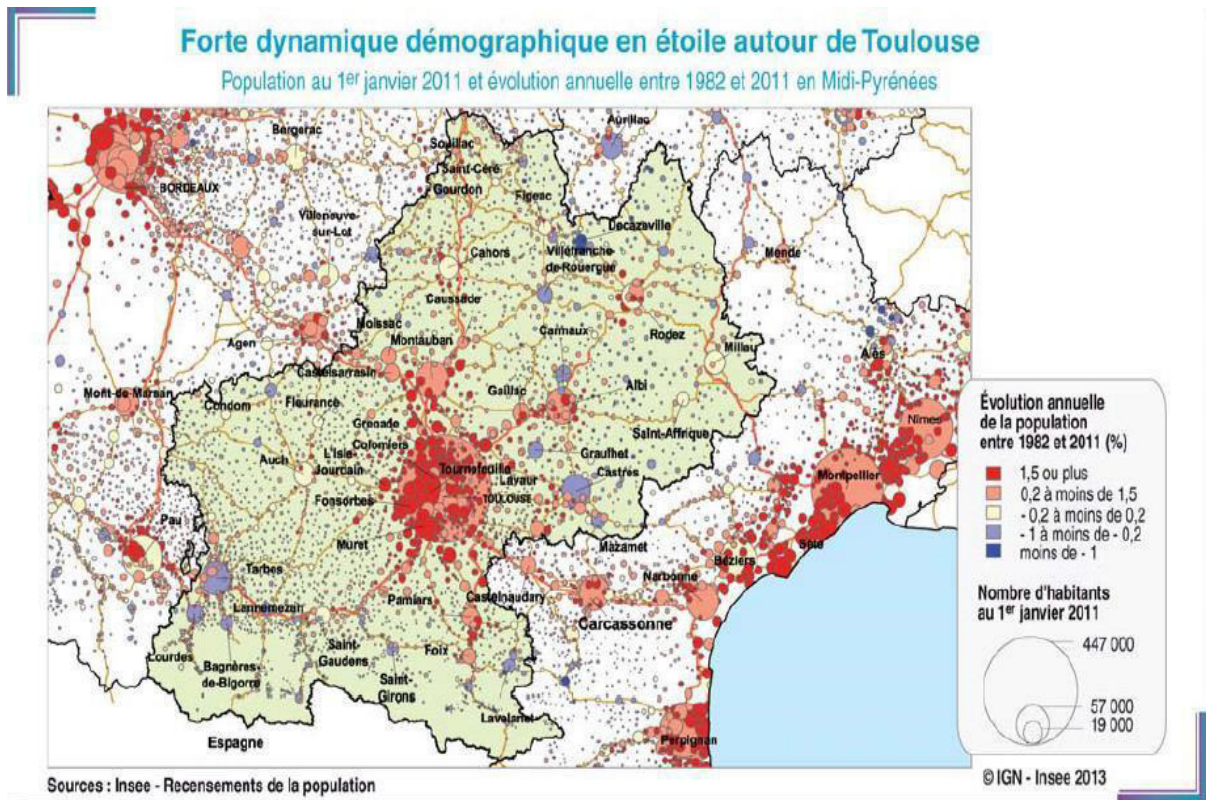 Forte dynamique démographique en étoile autour de Toulouse
Population au 1er janvier 2011 et évolution annuelle entre 1982 et 2011 en Midi-Pyrénées
Bergerac
Aurillac
Souillac
Saint-Céré
Gourdon
BORDEAUX
Figeac
Villeneuve-
sur-Lot
Decazeville
Cahors
Villefranche-
de-Rouergue
Mende
Caussade
Moissac
Montauban
Carmaux
Rodez
Millau
Agen
Alès
Castelsarrasin
Gaillac
Albi
Mont-de-Marsan
Condom
Fleurance
Nîmes
Grenade
Colomiers
Saint-Affrique
L'Isle-
Jourdain
Auch
Graulhet
Tournefeuille
Castres
Montpellier
Lavaur
TOULOUSE
Fonsorbes
Pau
Muret
Mazamet
Sète
Béziers
Tarbes
Narbonne
Lannemezan
Pamiers
Castelnaudary
Carcassonne
Lourdes
Bagnères-
de-Bigorre
Saint-
Gaudens
Foix
Saint-
Girons
Lavelanet
Espagne
Perpignan
Évolution annuelle
de la population
entre 1982 et 2011 (%)
1,5 ou plus
0,2 à moins de 1,5
- 0,2 à moins de 0,2
- 1 à moins de - 0,2
moins de - 1
Nombre d'habitants
au 1er janvier 2011
447 000
57 000
19 000
Sources : Insee - Recensements de la population
© IGN - Insee 2013